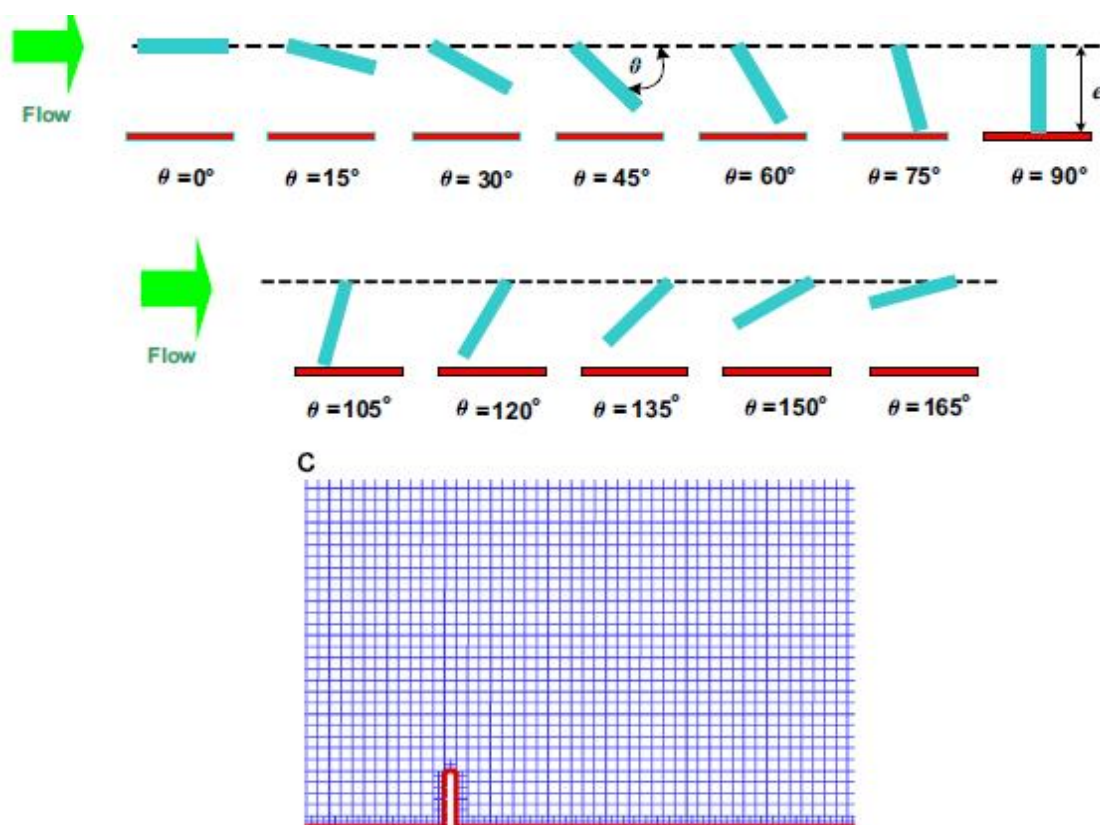 Flow
θ
e
θ =0° θ =15° θ = 30° θ = 45° θ = 60° θ = 75° θ = 90°
Flow
θ =105° θ =120° θ =135° θ =150° θ =165°
C